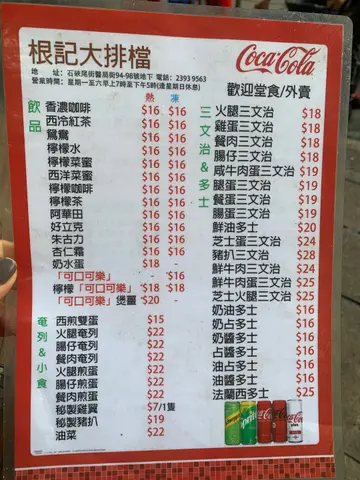 根記大排檔
Coca-Cola
地 址：石硤尾街醫局街94-98號地下 電話：2393 9563
營業時間：星期一至六早上7時至下午5時(逢星期日休息)
歡迎堂食/外賣
飲品
熱 凍
香濃咖啡 $16 $16
西冷紅茶 $16 $16
鴛鴦 $16 $16
檸檬水 $16 $16
檸檬菜蜜 $16 $16
西洋菜蜜 $16 $16
檸檬咖啡 $16 $16
檸檬茶 $16 $16
阿華田 $16 $16
好立克 $16 $16
朱古力 $16 $16
杏仁霜 $16 $16
奶水蛋 $18 -
「可口可樂」 - $16
檸檬「可口可樂」 $18 $18
「可口可樂」煲薑 $20 -
奄列&小食
西煎雙蛋 $15
火腿奄列 $22
腸仔奄列 $22
餐肉奄列 $22
火腿煎蛋 $22
腸仔煎蛋 $22
餐肉煎蛋 $22
秘製雞翼 $7/1隻
秘製豬扒 $19
油菜 $22
三文治&多士
火腿三文治 $18
雞蛋三文治 $18
餐肉三文治 $18
腸仔三文治 $18
咸牛肉蛋三文治 $19
腿蛋三文治 $19
餐蛋三文治 $19
腸蛋三文治 $19
鮮油多士 $20
芝士蛋三文治 $24
豬扒三文治 $28
鮮牛肉三文治 $24
鮮牛肉蛋三文治 $25
芝士火腿三文治 $25
奶油多士 $16
奶占多士 $16
奶醬多士 $16
占醬多士 $16
油占多士 $16
油醬多士 $16
法蘭西多士 $25